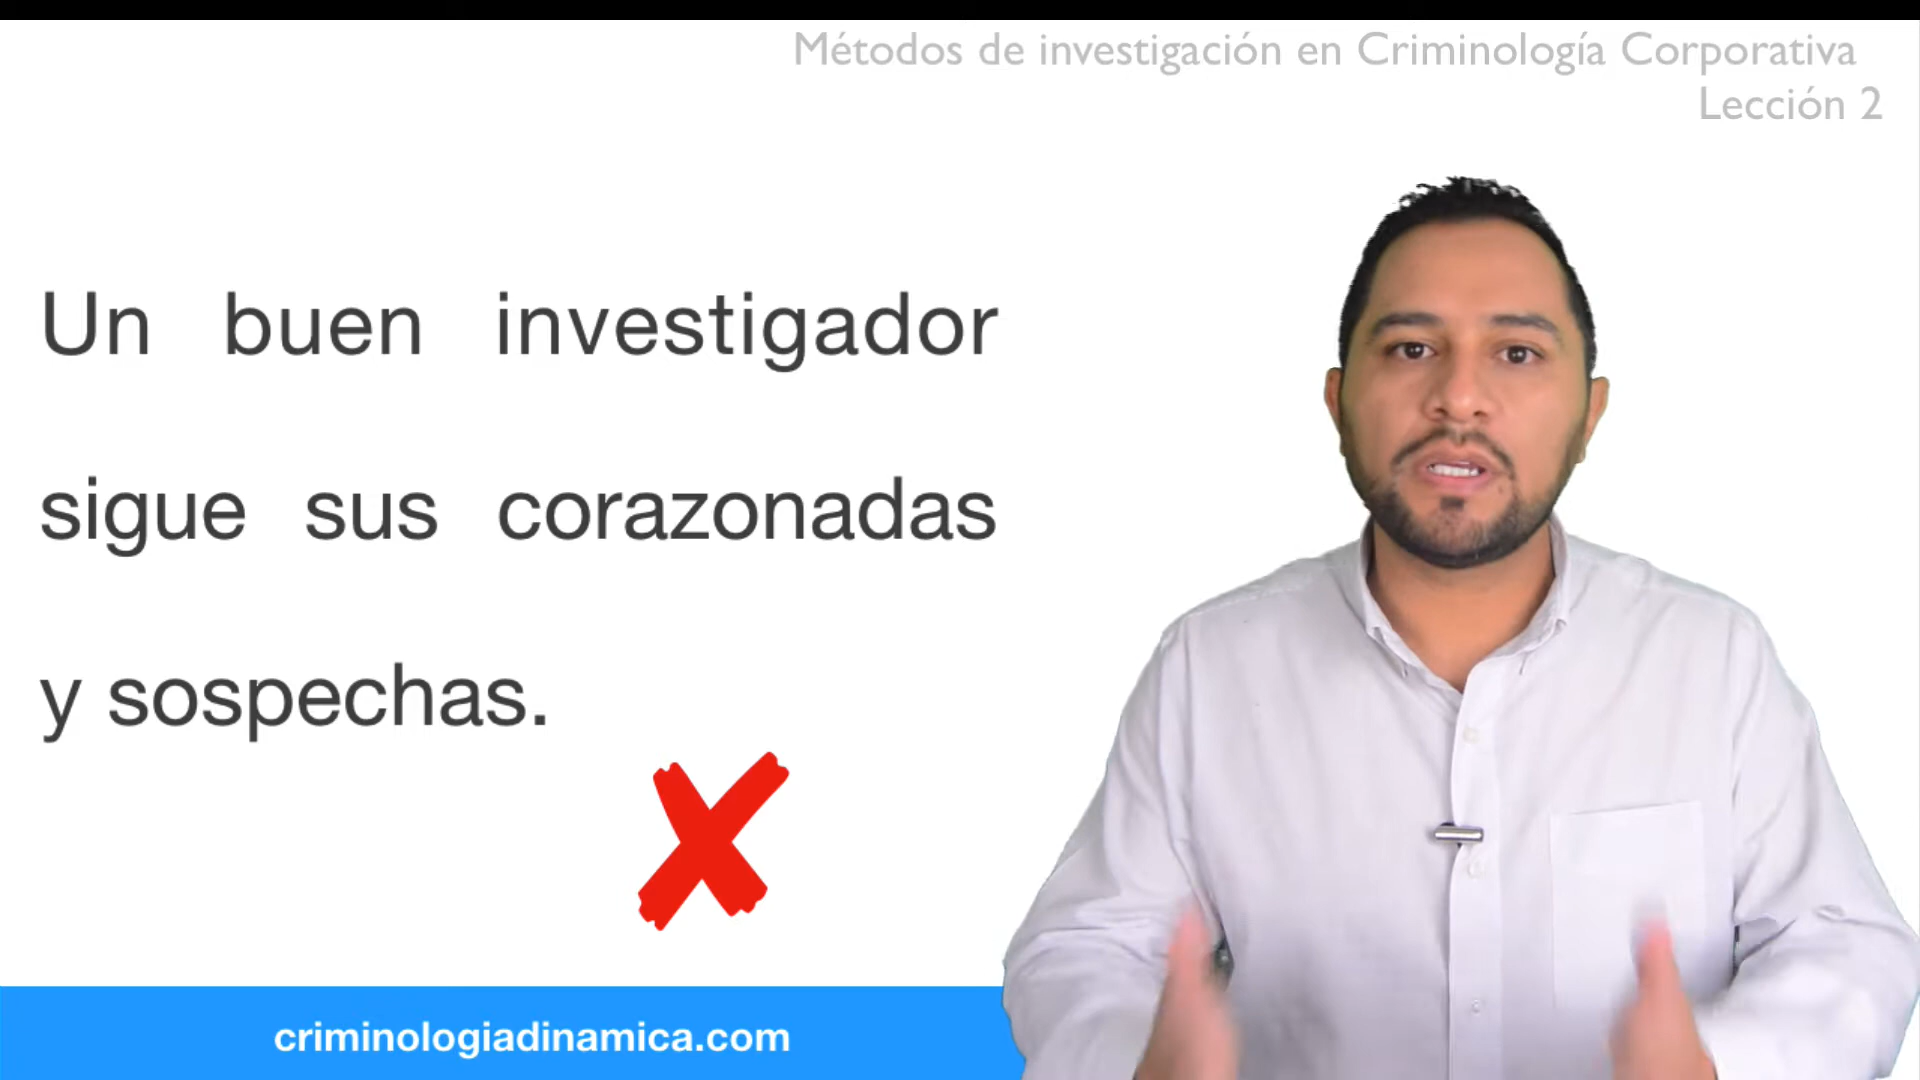 Métodos de investigación en Criminología Corporativa
Lección 2
Un buen investigador
sigue sus corazonadas
y sospechas.
criminologiadinamica.com